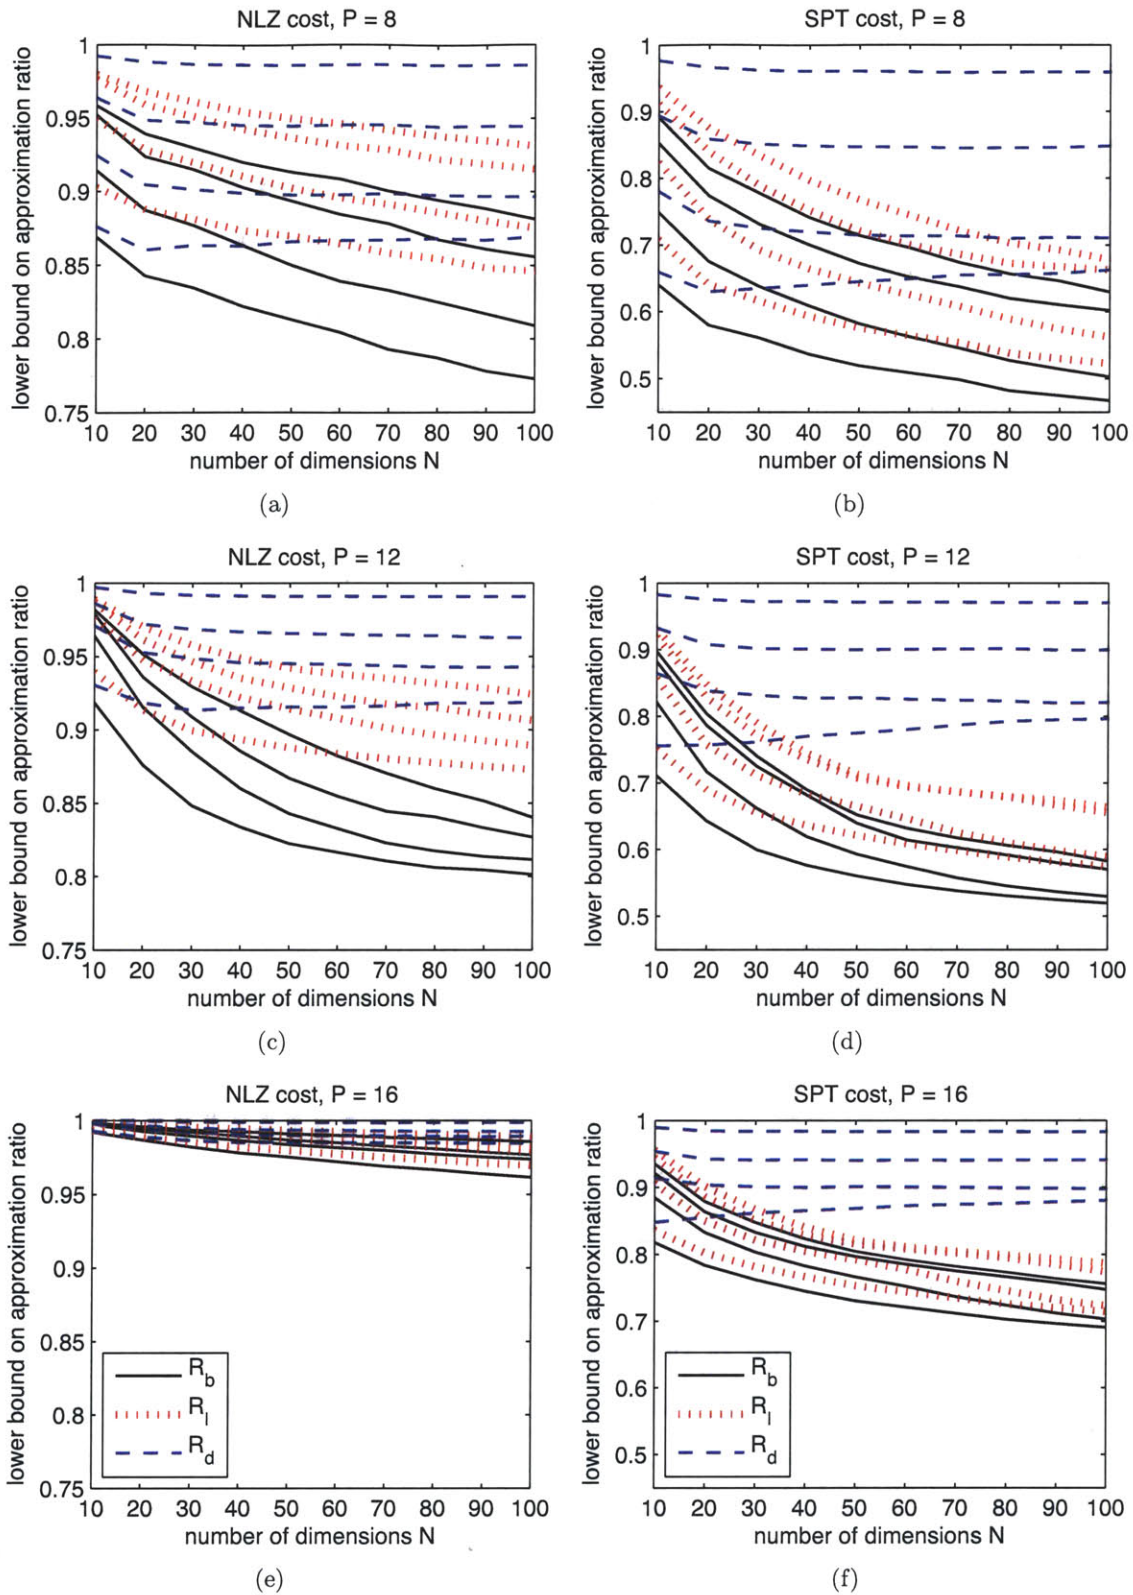 NLZ cost, P = 8
lower bound on approximation ratio
1
0.95
0.9
0.85
0.8
0.75
10 20 30 40 50 60 70 80 90 100
number of dimensions N
(a)
SPT cost, P = 8
lower bound on approximation ratio
1
0.9
0.8
0.7
0.6
0.5
10 20 30 40 50 60 70 80 90 100
number of dimensions N
(b)
NLZ cost, P = 12
lower bound on approximation ratio
1
0.95
0.9
0.85
0.8
0.75
10 20 30 40 50 60 70 80 90 100
number of dimensions N
(c)
SPT cost, P = 12
lower bound on approximation ratio
1
0.9
0.8
0.7
0.6
0.5
10 20 30 40 50 60 70 80 90 100
number of dimensions N
(d)
NLZ cost, P = 16
lower bound on approximation ratio
1
0.95
0.9
0.85
0.8
0.75
R_b
R_l
R_d
10 20 30 40 50 60 70 80 90 100
number of dimensions N
(e)
SPT cost, P = 16
lower bound on approximation ratio
1
0.9
0.8
0.7
0.6
0.5
R_b
R_l
R_d
10 20 30 40 50 60 70 80 90 100
number of dimensions N
(f)